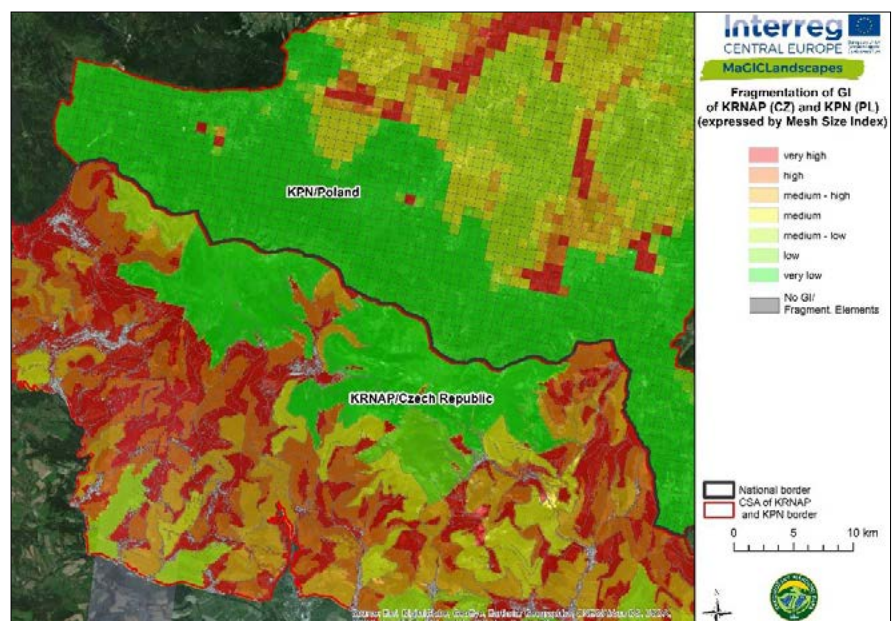 Interreg
CENTRAL EUROPE
MaGICLandscapes
Fragmentation of GI
of KRNAP (CZ) and KPN (PL)
(expressed by Mesh Size Index)
very high
high
medium - high
medium
medium - low
low
very low
No GI/
Fragment. Elements
National border
CSA of KRNAP
and KPN border
0 5 10 km
KPN/Poland
KRNAP/Czech Republic